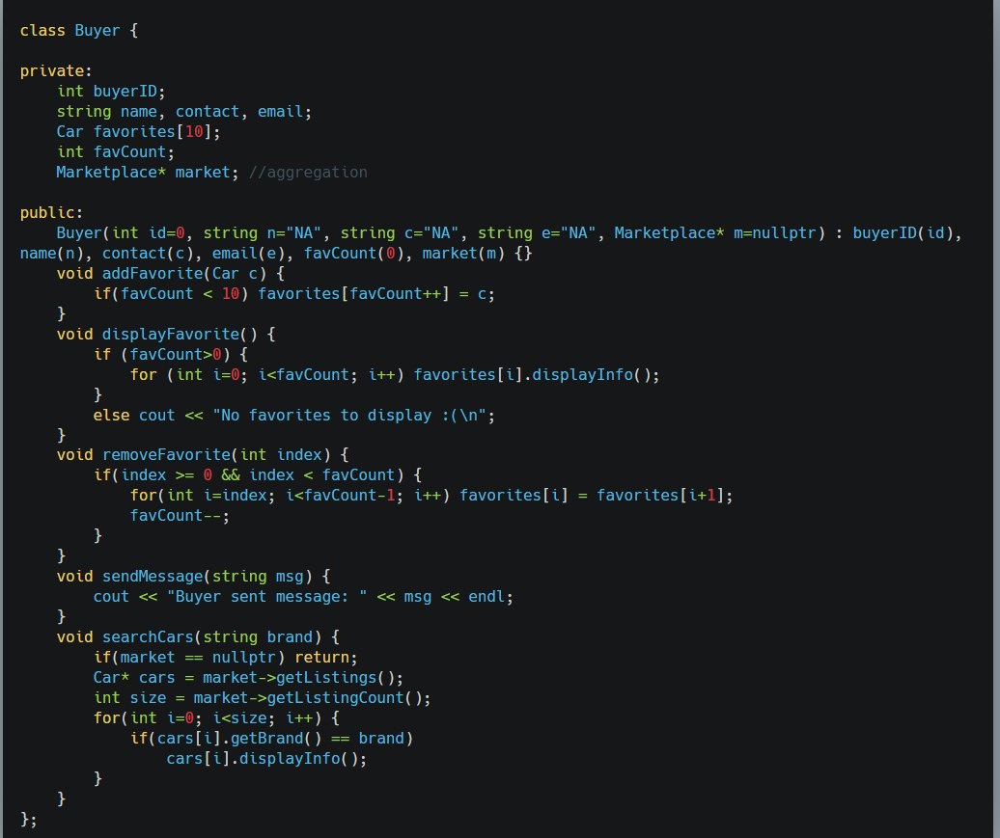 class Buyer {
private:
    int buyerID;
    string name, contact, email;
    Car favorites[10];
    int favCount;
    Marketplace* market; //aggregation
public:
    Buyer(int id=0, string n="NA", string c="NA", string e="NA", Marketplace* m=nullptr) : buyerID(id),
name(n), contact(c), email(e), favCount(0), market(m) {}
    void addFavorite(Car c) {
        if(favCount < 10) favorites[favCount++] = c;
    }
    void displayFavorite() {
        if (favCount>0) {
            for (int i=0; i<favCount; i++) favorites[i].displayInfo();
        }
        else cout << "No favorites to display :(\n";
    }
    void removeFavorite(int index) {
        if(index >= 0 && index < favCount) {
            for(int i=index; i<favCount-1; i++) favorites[i] = favorites[i+1];
            favCount--;
        }
    }
    void sendMessage(string msg) {
        cout << "Buyer sent message: " << msg << endl;
    }
    void searchCars(string brand) {
        if(market == nullptr) return;
        Car* cars = market->getListings();
        int size = market->getListingCount();
        for(int i=0; i<size; i++) {
            if(cars[i].getBrand() == brand)
                cars[i].displayInfo();
        }
    }
};